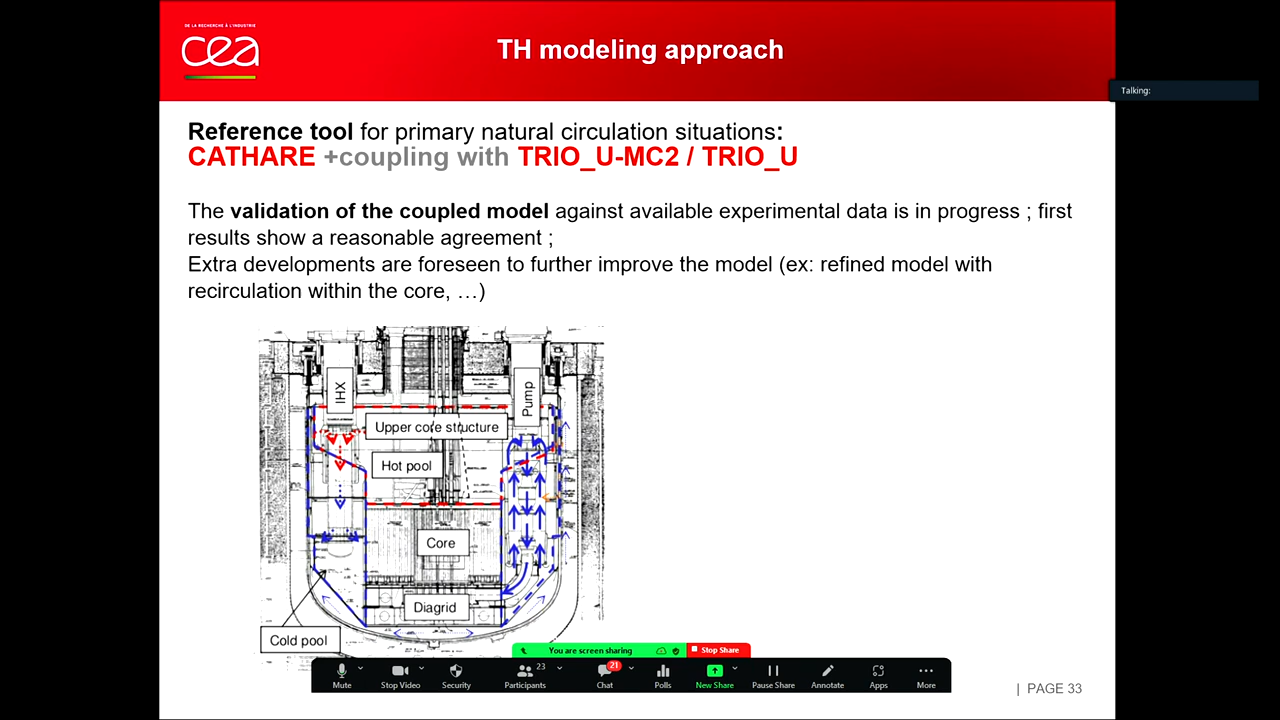 DE LA RECHERCHE À L'INDUSTRIE
cea
TH modeling approach
Talking:
Reference tool for primary natural circulation situations:
CATHARE +coupling with TRIO_U-MC2 / TRIO_U
The validation of the coupled model against available experimental data is in progress ; first
results show a reasonable agreement ;
Extra developments are foreseen to further improve the model (ex: refined model with
recirculation within the core, …)
IHX
Pump
Upper core structure
Hot pool
Core
Diagrid
Cold pool
You are screen sharing
Stop Share
Mute
Stop Video
Security
Participants
23
Chat
21
Polls
New Share
Pause Share
Annotate
Apps
More
| PAGE 33